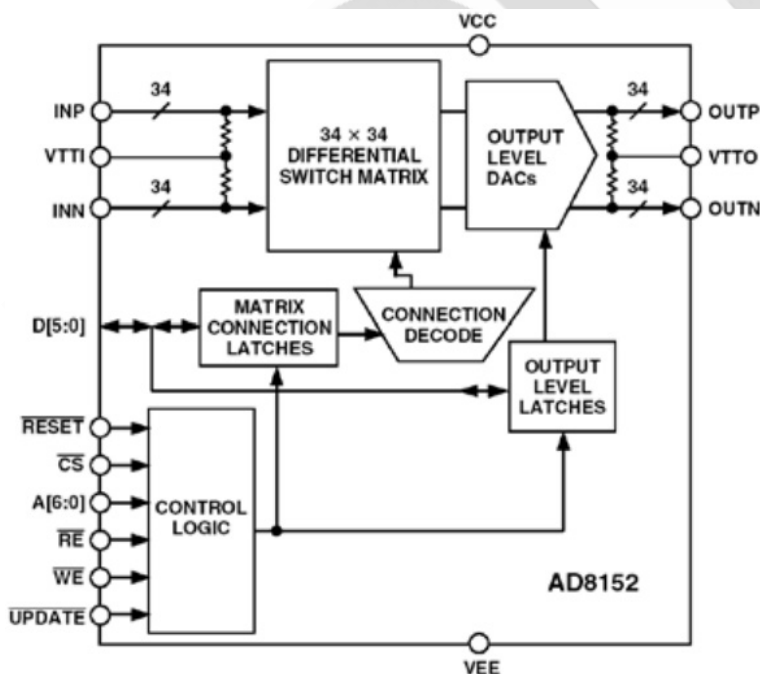 VCC
34
34
INP
OUTP
34 × 34
DIFFERENTIAL
SWITCH MATRIX
OUTPUT
LEVEL
DACs
VTTI
VTTO
34
34
INN
OUTN
MATRIX
CONNECTION
LATCHES
CONNECTION
DECODE
D[5:0]
OUTPUT
LEVEL
LATCHES
RESET
CS
A[6:0]
CONTROL
LOGIC
RE
WE
AD8152
UPDATE
VEE